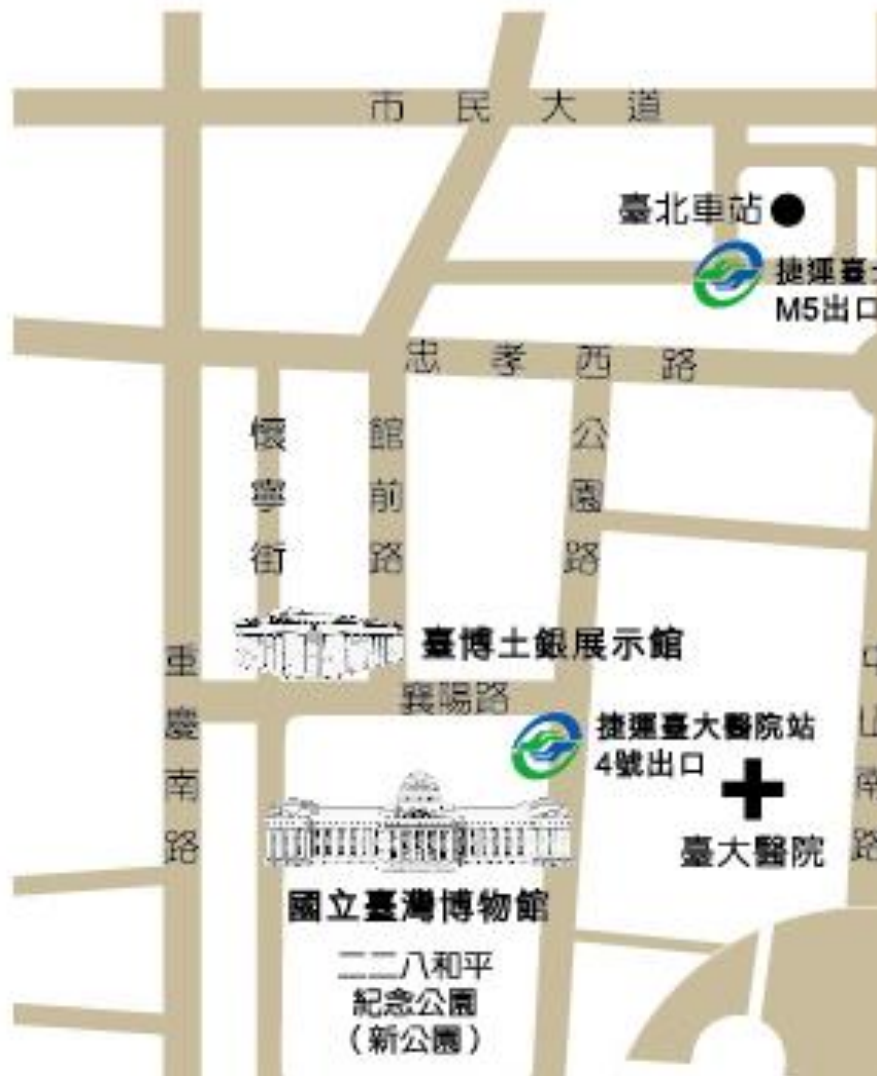 市民大道
臺北車站
捷運臺
M5出口
忠孝西路
懷寧街
館前路
公園路
臺博土銀展示館
重慶南路
襄陽路
捷運臺大醫院站
4號出口
山南路
臺大醫院
國立臺灣博物館
二二八和平
紀念公園
（新公園）